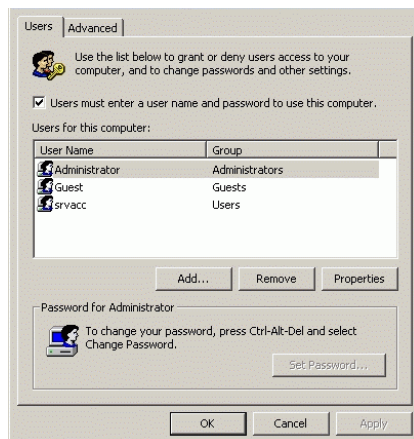 Users Advanced
Use the list below to grant or deny users access to your
computer, and to change passwords and other settings.
Users must enter a user name and password to use this computer.
Users for this computer:
User Name Group
Administrator Administrators
Guest Guests
srvacc Users
Add... Remove Properties
Password for Administrator
To change your password, press Ctrl-Alt-Del and select
Change Password.
Set Password...
OK Cancel Apply